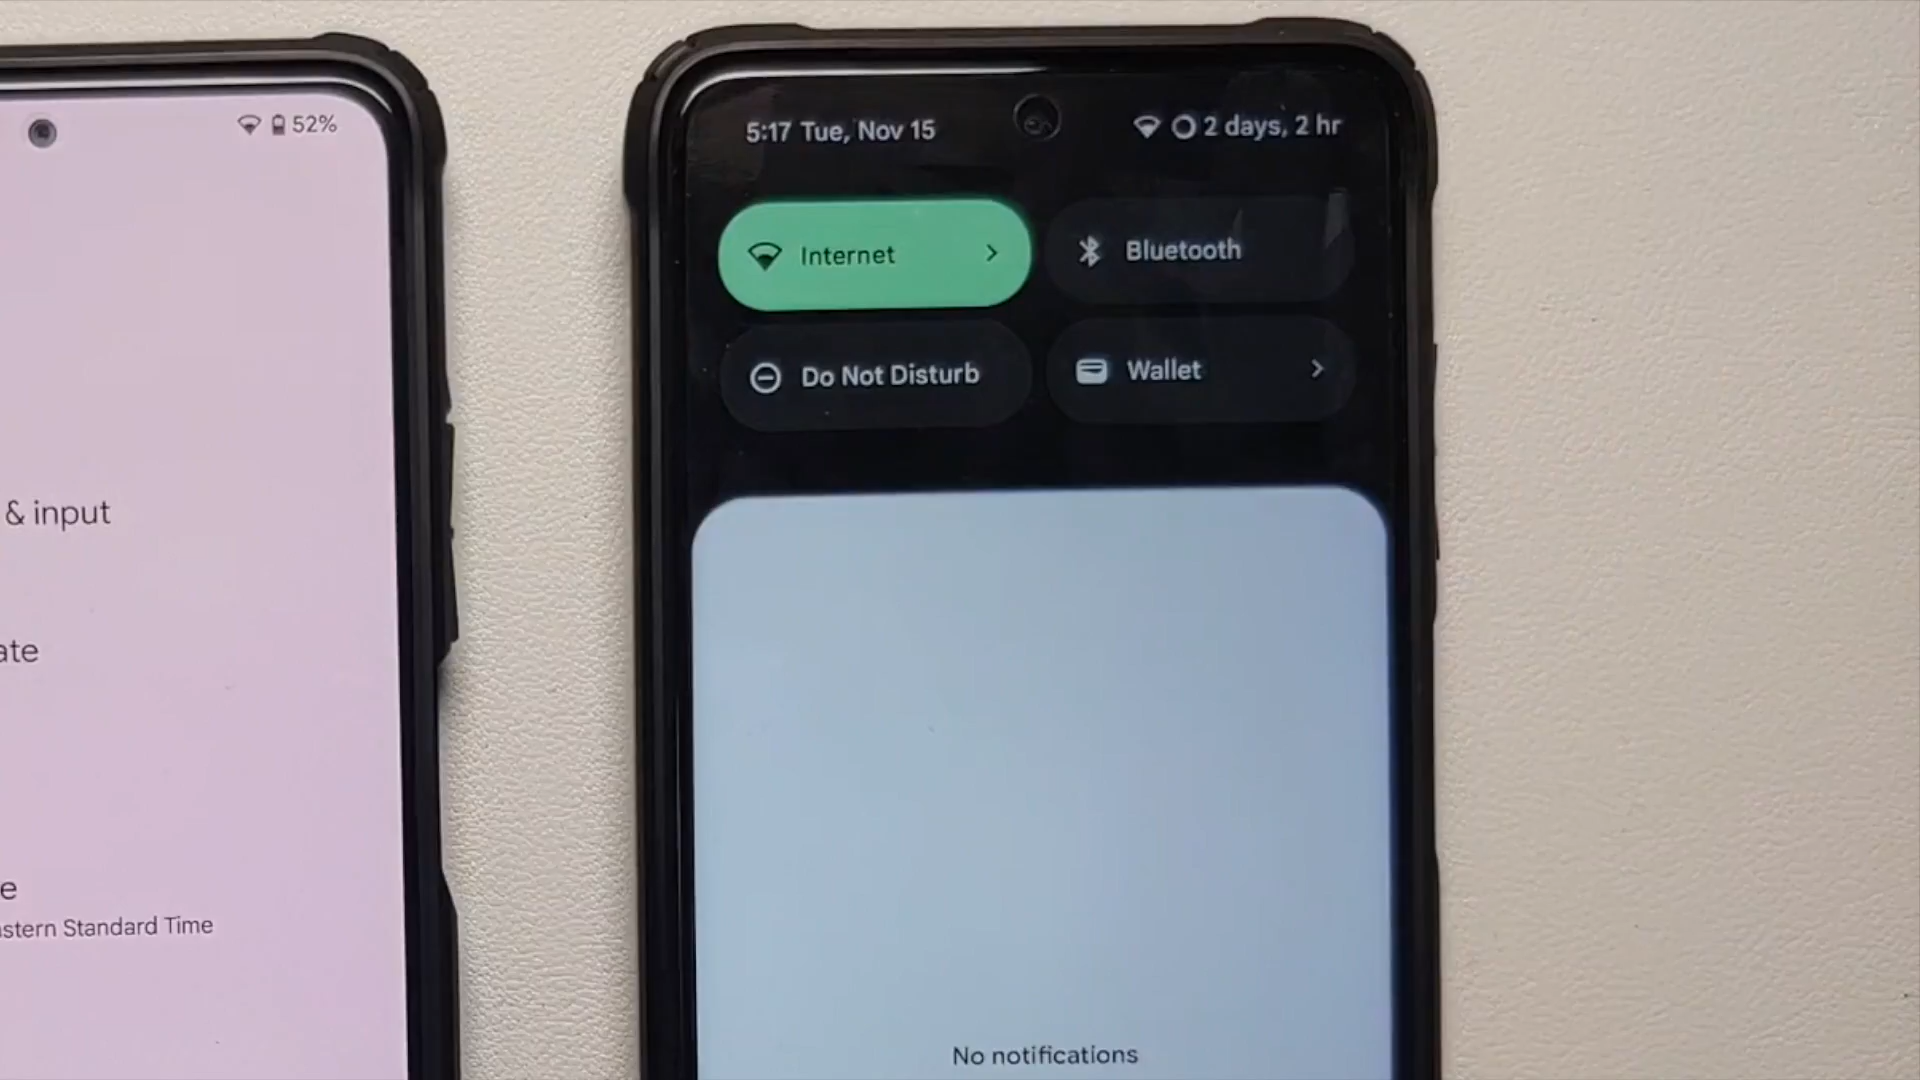 52%
& input
ate
e
astern Standard Time
5:17 Tue, Nov 15
2 days, 2 hr
Internet
Bluetooth
Do Not Disturb
Wallet
No notifications